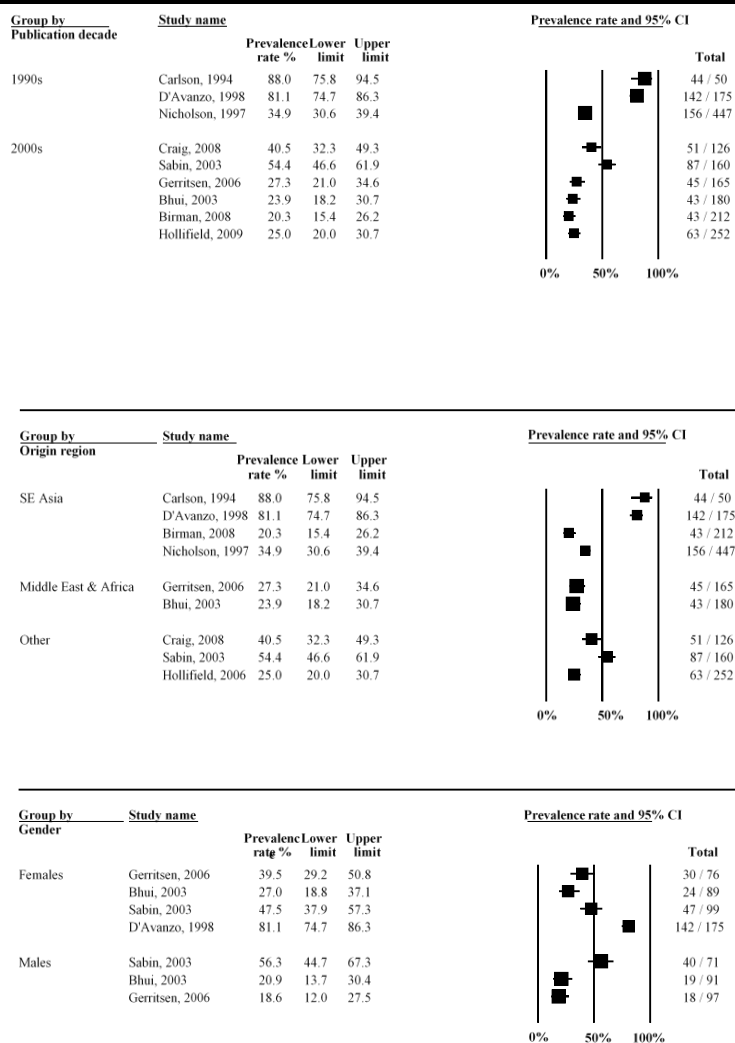 Group by Study name Prevalence rate and 95% CI
Publication decade
Prevalence Lower Upper
rate % limit limit Total
1990s Carlson, 1994 88.0 75.8 94.5 44 / 50
D'Avanzo, 1998 81.1 74.7 86.3 142 / 175
Nicholson, 1997 34.9 30.6 39.4 156 / 447
2000s Craig, 2008 40.5 32.3 49.3 51 / 126
Sabin, 2003 54.4 46.6 61.9 87 / 160
Gerritsen, 2006 27.3 21.0 34.6 45 / 165
Bhui, 2003 23.9 18.2 30.7 43 / 180
Birman, 2008 20.3 15.4 26.2 43 / 212
Hollifield, 2009 25.0 20.0 30.7 63 / 252
0% 50% 100%
Group by Study name Prevalence rate and 95% CI
Origin region
Prevalence Lower Upper
rate % limit limit Total
SE Asia Carlson, 1994 88.0 75.8 94.5 44 / 50
D'Avanzo, 1998 81.1 74.7 86.3 142 / 175
Birman, 2008 20.3 15.4 26.2 43 / 212
Nicholson, 1997 34.9 30.6 39.4 156 / 447
Middle East & Africa Gerritsen, 2006 27.3 21.0 34.6 45 / 165
Bhui, 2003 23.9 18.2 30.7 43 / 180
Other Craig, 2008 40.5 32.3 49.3 51 / 126
Sabin, 2003 54.4 46.6 61.9 87 / 160
Hollifield, 2006 25.0 20.0 30.7 63 / 252
0% 50% 100%
Group by Study name Prevalence rate and 95% CI
Gender
Prevalenc Lower Upper
rate % limit limit Total
Females Gerritsen, 2006 39.5 29.2 50.8 30 / 76
Bhui, 2003 27.0 18.8 37.1 24 / 89
Sabin, 2003 47.5 37.9 57.3 47 / 99
D'Avanzo, 1998 81.1 74.7 86.3 142 / 175
Males Sabin, 2003 56.3 44.7 67.3 40 / 71
Bhui, 2003 20.9 13.7 30.4 19 / 91
Gerritsen, 2006 18.6 12.0 27.5 18 / 97
0% 50% 100%